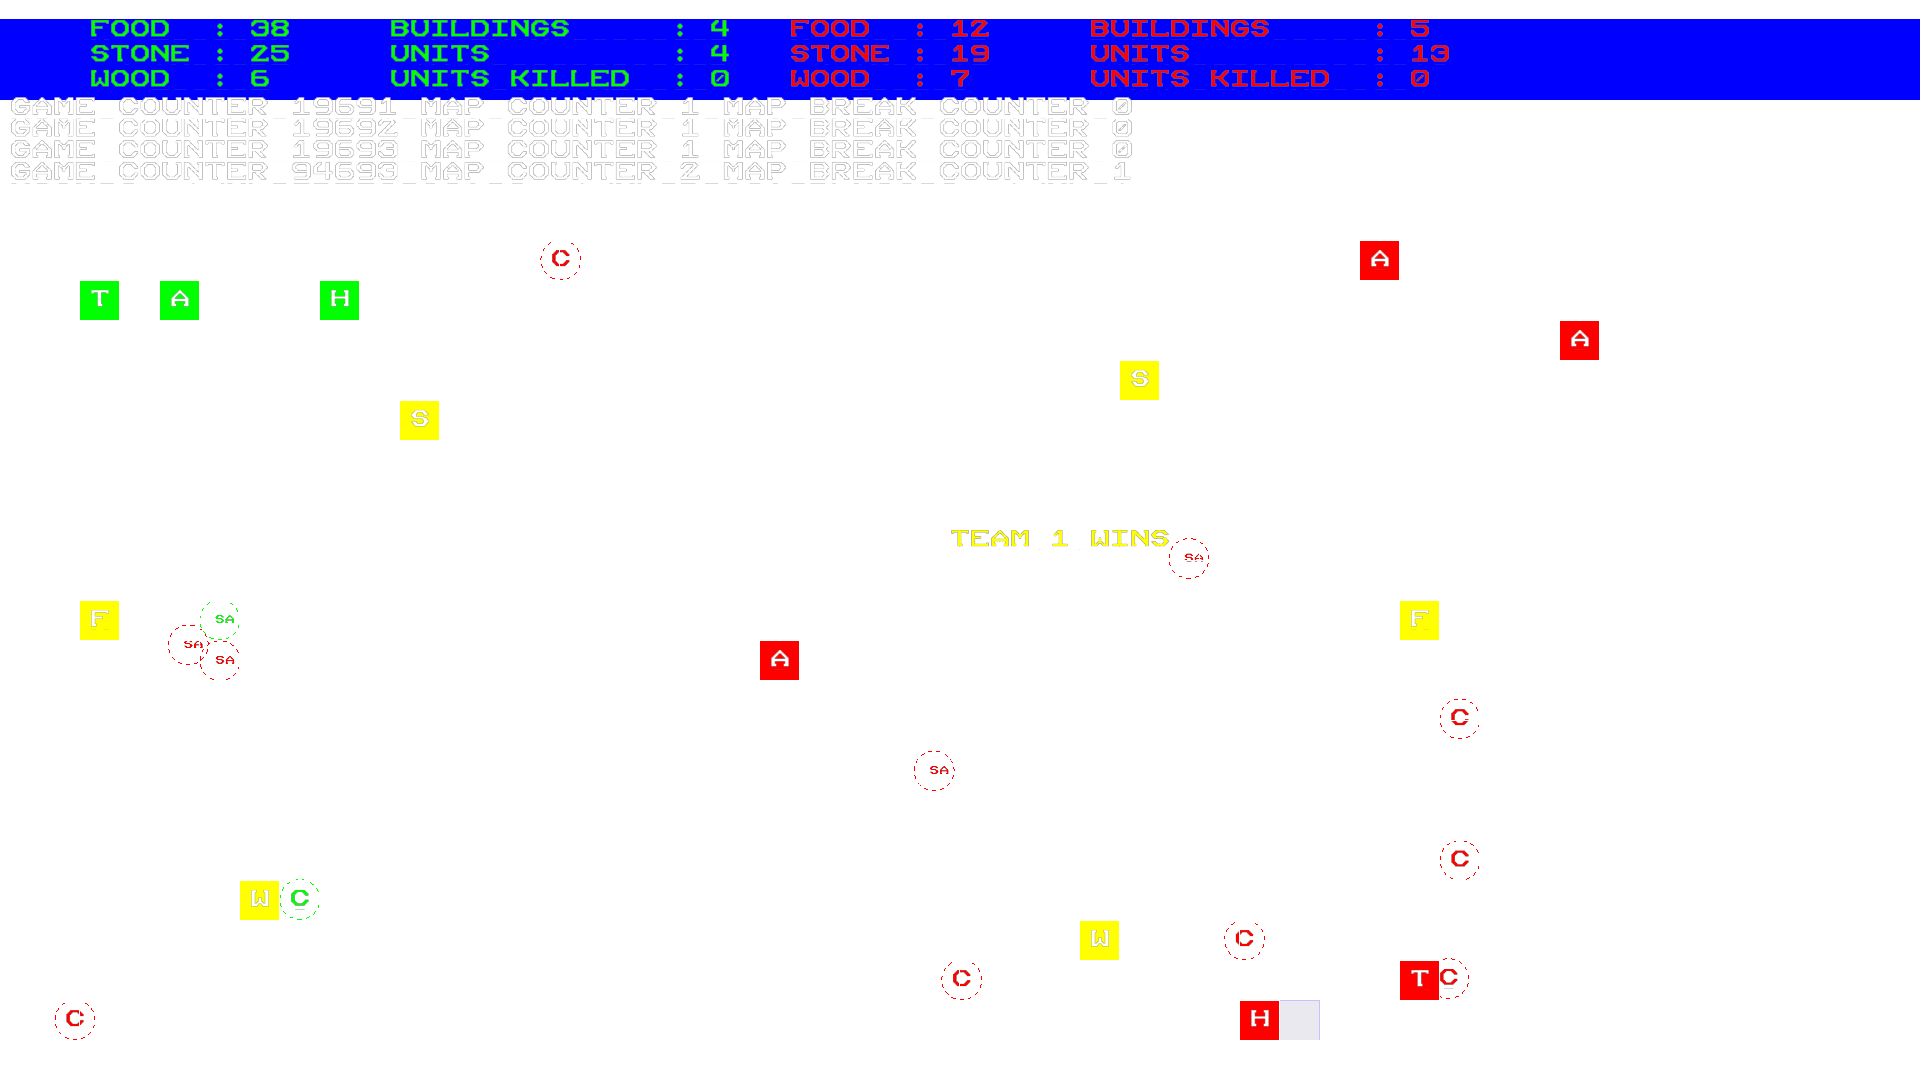 FOOD : 38 BUILDINGS : 4 FOOD : 12 BUILDINGS : 5
STONE : 25 UNITS : 4 STONE : 19 UNITS : 13
WOOD : 6 UNITS KILLED : 0 WOOD : 7 UNITS KILLED : 0
GAME COUNTER 19691 MAP COUNTER 1 MAP BREAK COUNTER 0
GAME COUNTER 19692 MAP COUNTER 1 MAP BREAK COUNTER 0
GAME COUNTER 19693 MAP COUNTER 1 MAP BREAK COUNTER 0
GAME COUNTER 94693 MAP COUNTER 2 MAP BREAK COUNTER 1
C A
T A H
A
S
S
TEAM 1 WINS
SA
F SA F
SA
SA A
C
SA
C
W C
W C
C T C
C H